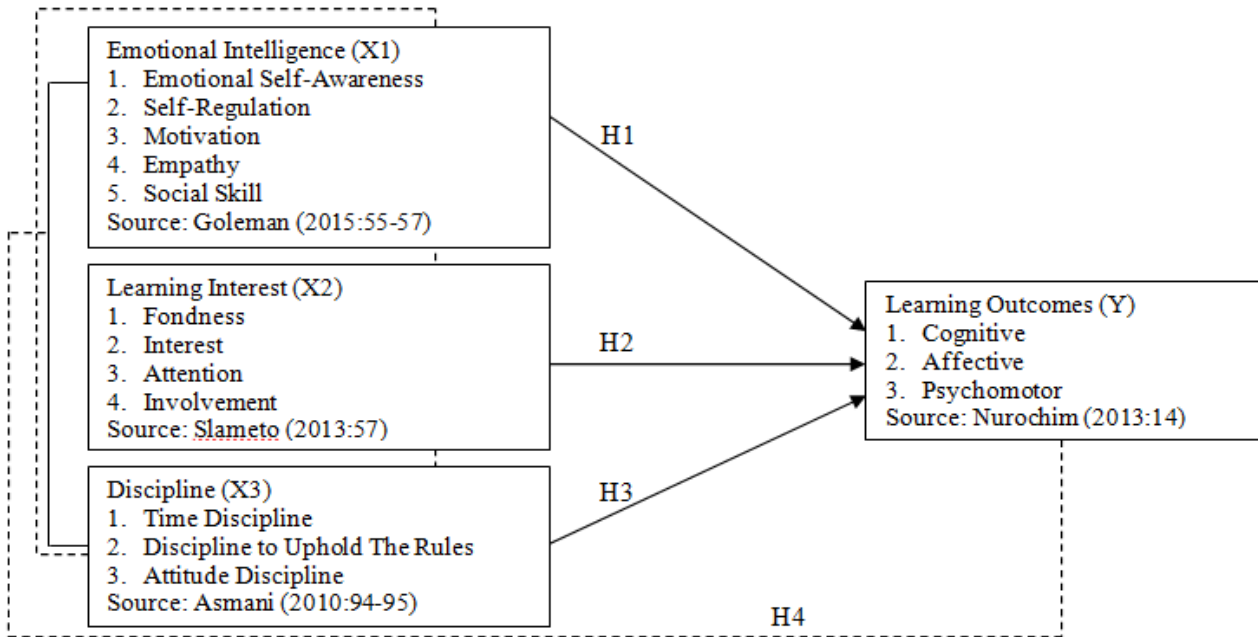 Emotional Intelligence (X1)
1. Emotional Self-Awareness
2. Self-Regulation
3. Motivation
4. Empathy
5. Social Skill
Source: Goleman (2015:55-57)
H1
Learning Interest (X2)
1. Fondness
2. Interest
3. Attention
4. Involvement
Source: Slameto (2013:57)
H2
Learning Outcomes (Y)
1. Cognitive
2. Affective
3. Psychomotor
Source: Nurochim (2013:14)
Discipline (X3)
1. Time Discipline
2. Discipline to Uphold The Rules
3. Attitude Discipline
Source: Asmani (2010:94-95)
H3
H4